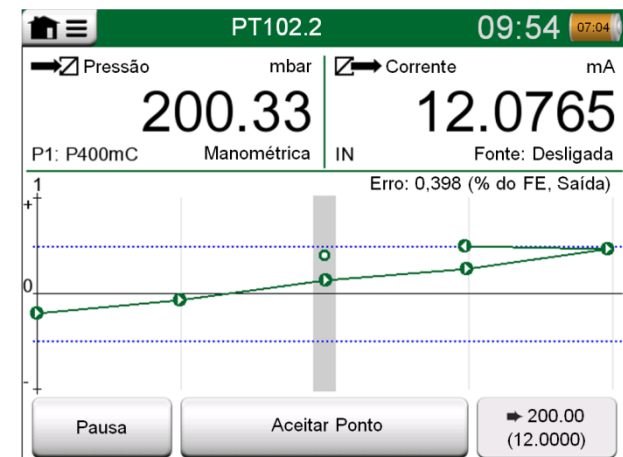 PT102.2 09:54 07:04
Pressão mbar
200.33
P1: P400mC Manométrica
Corrente mA
12.0765
IN Fonte: Desligada
Erro: 0,398 (% do FE, Saída)
1
+
0
-
Pausa
Aceitar Ponto
200.00
(12.0000)